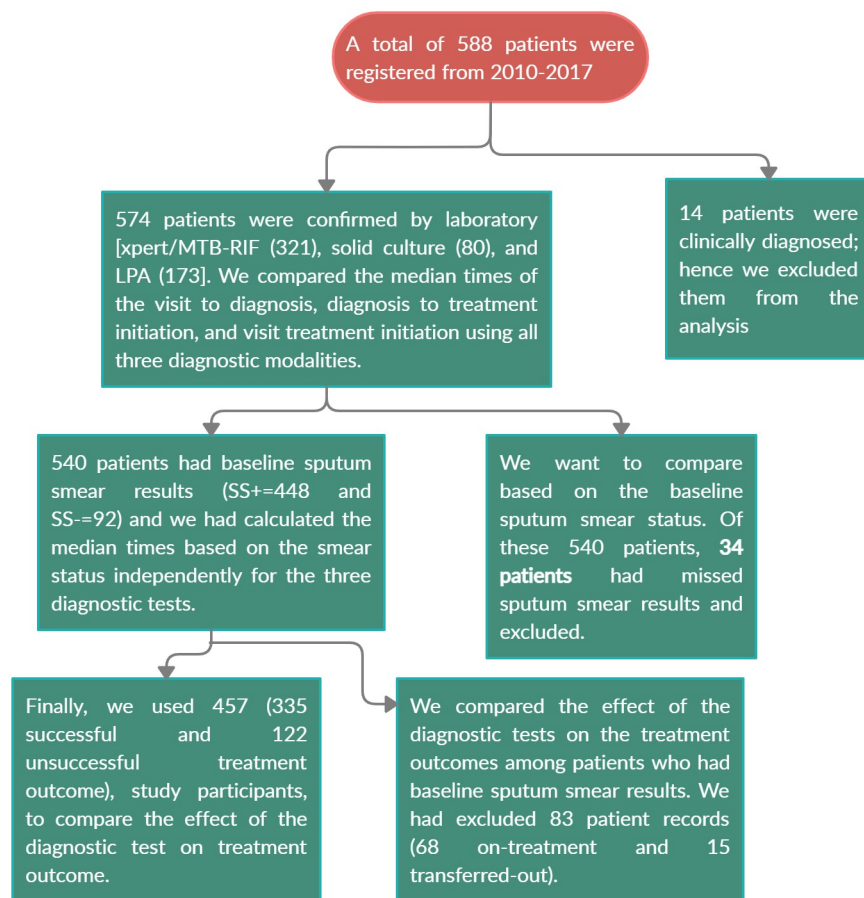 A total of 588 patients were
registered from 2010-2017
574 patients were confirmed by laboratory
[xpert/MTB-RIF (321), solid culture (80), and
LPA (173]. We compared the median times of
the visit to diagnosis, diagnosis to treatment
initiation, and visit treatment initiation using all
three diagnostic modalities.
14 patients were
clinically diagnosed;
hence we excluded
them from the
analysis
540 patients had baseline sputum
smear results (SS+=448 and
SS-=92) and we had calculated the
median times based on the smear
status independently for the three
diagnostic tests.
We want to compare
based on the baseline
sputum smear status. Of
these 540 patients, 34
patients had missed
sputum smear results and
excluded.
Finally, we used 457 (335
successful and 122
unsuccessful treatment
outcome), study participants,
to compare the effect of the
diagnostic test on treatment
outcome.
We compared the effect of the
diagnostic tests on the treatment
outcomes among patients who had
baseline sputum smear results. We
had excluded 83 patient records
(68 on-treatment and 15
transferred-out).